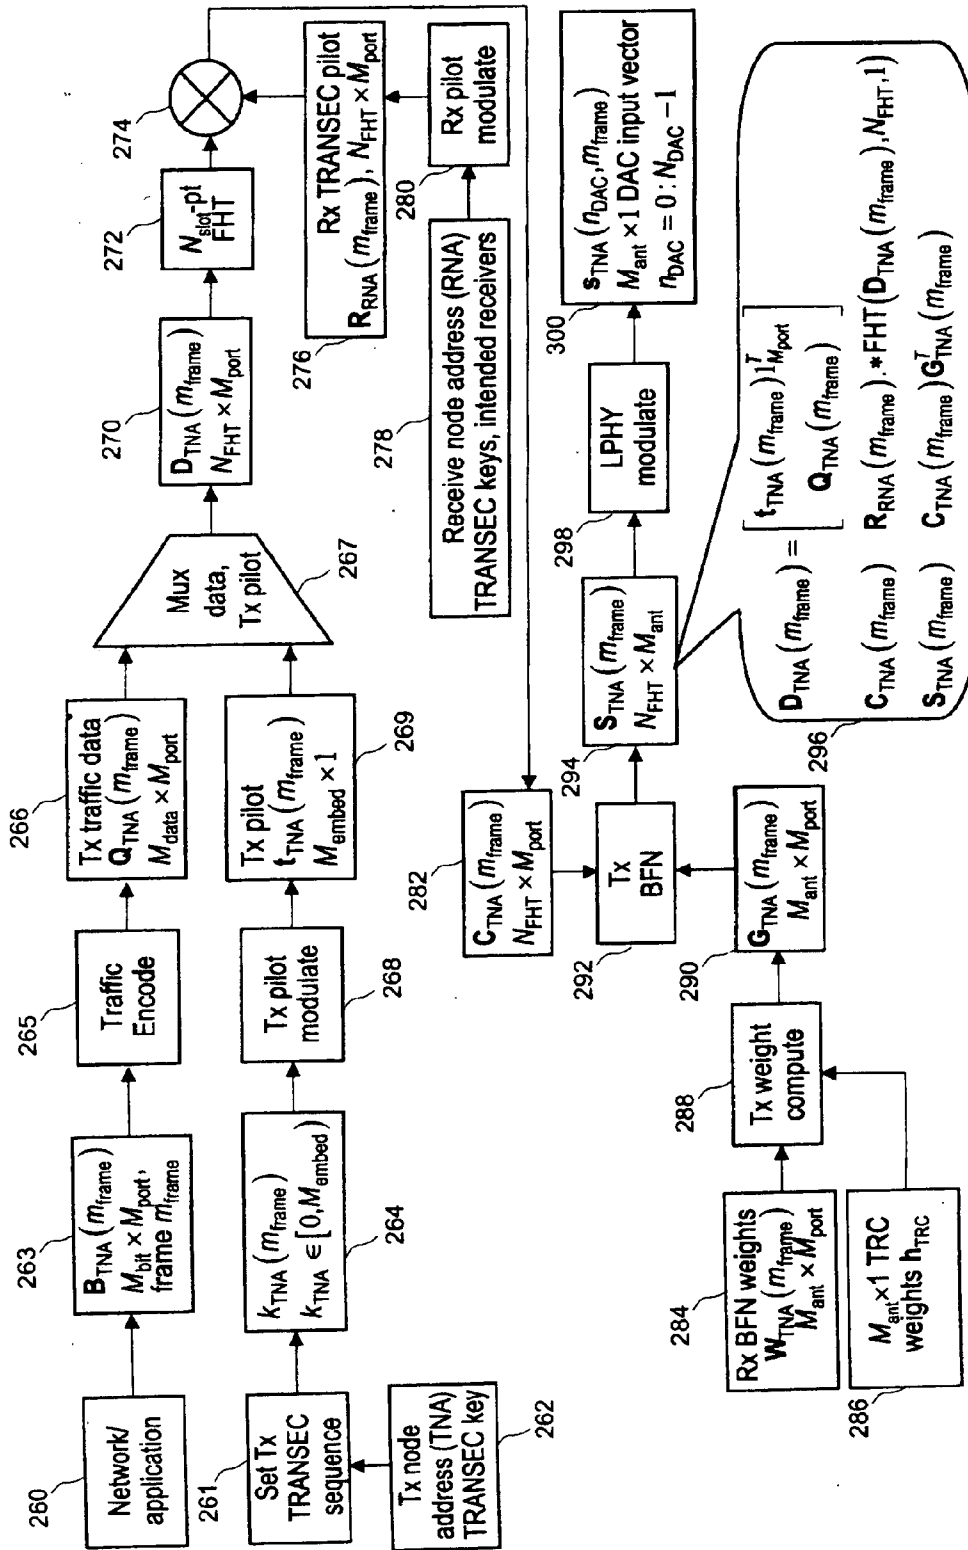 260
Network/
application
263
B_TNA(m_frame)
M_bit × M_port,
frame m_frame
265
Traffic
Encode
266
Tx traffic data
Q_TNA(m_frame)
M_data × M_port
261
Set Tx
TRANSEC
sequence
262
Tx node
address (TNA)
TRANSEC key
264
k_TNA(m_frame)
k_TNA ∈ [0,M_embed)
268
Tx pilot
modulate
269
Tx pilot
t_TNA(m_frame)
M_embed × 1
267
Mux
data,
Tx pilot
270
D_TNA(m_frame)
N_FHT × M_port
272
N_slot-pt
FHT
274
276
Rx TRANSEC pilot
R_RNA(m_frame), N_FHT × M_port
278
Receive node address (RNA)
TRANSEC keys, intended receivers
280
Rx pilot
modulate
282
C_TNA(m_frame)
N_FHT × M_port
284
Rx BFN weights
W_TNA(m_frame)
M_ant × M_port
286
M_ant×1 TRC
weights h_TRC
288
Tx weight
compute
290
G_TNA(m_frame)
M_ant × M_port
292
Tx
BFN
294
S_TNA(m_frame)
N_FHT × M_ant
298
LPHY
modulate
300
s_TNA(n_DAC,m_frame)
M_ant ×1 DAC input vector
n_DAC = 0 : N_DAC − 1
296
D_TNA(m_frame) = [ t_TNA(m_frame)1^T_M_port
Q_TNA(m_frame) ]
C_TNA(m_frame) R_RNA(m_frame).*FHT(D_TNA(m_frame),N_FHT,1)
S_TNA(m_frame) C_TNA(m_frame)G^T_TNA(m_frame)